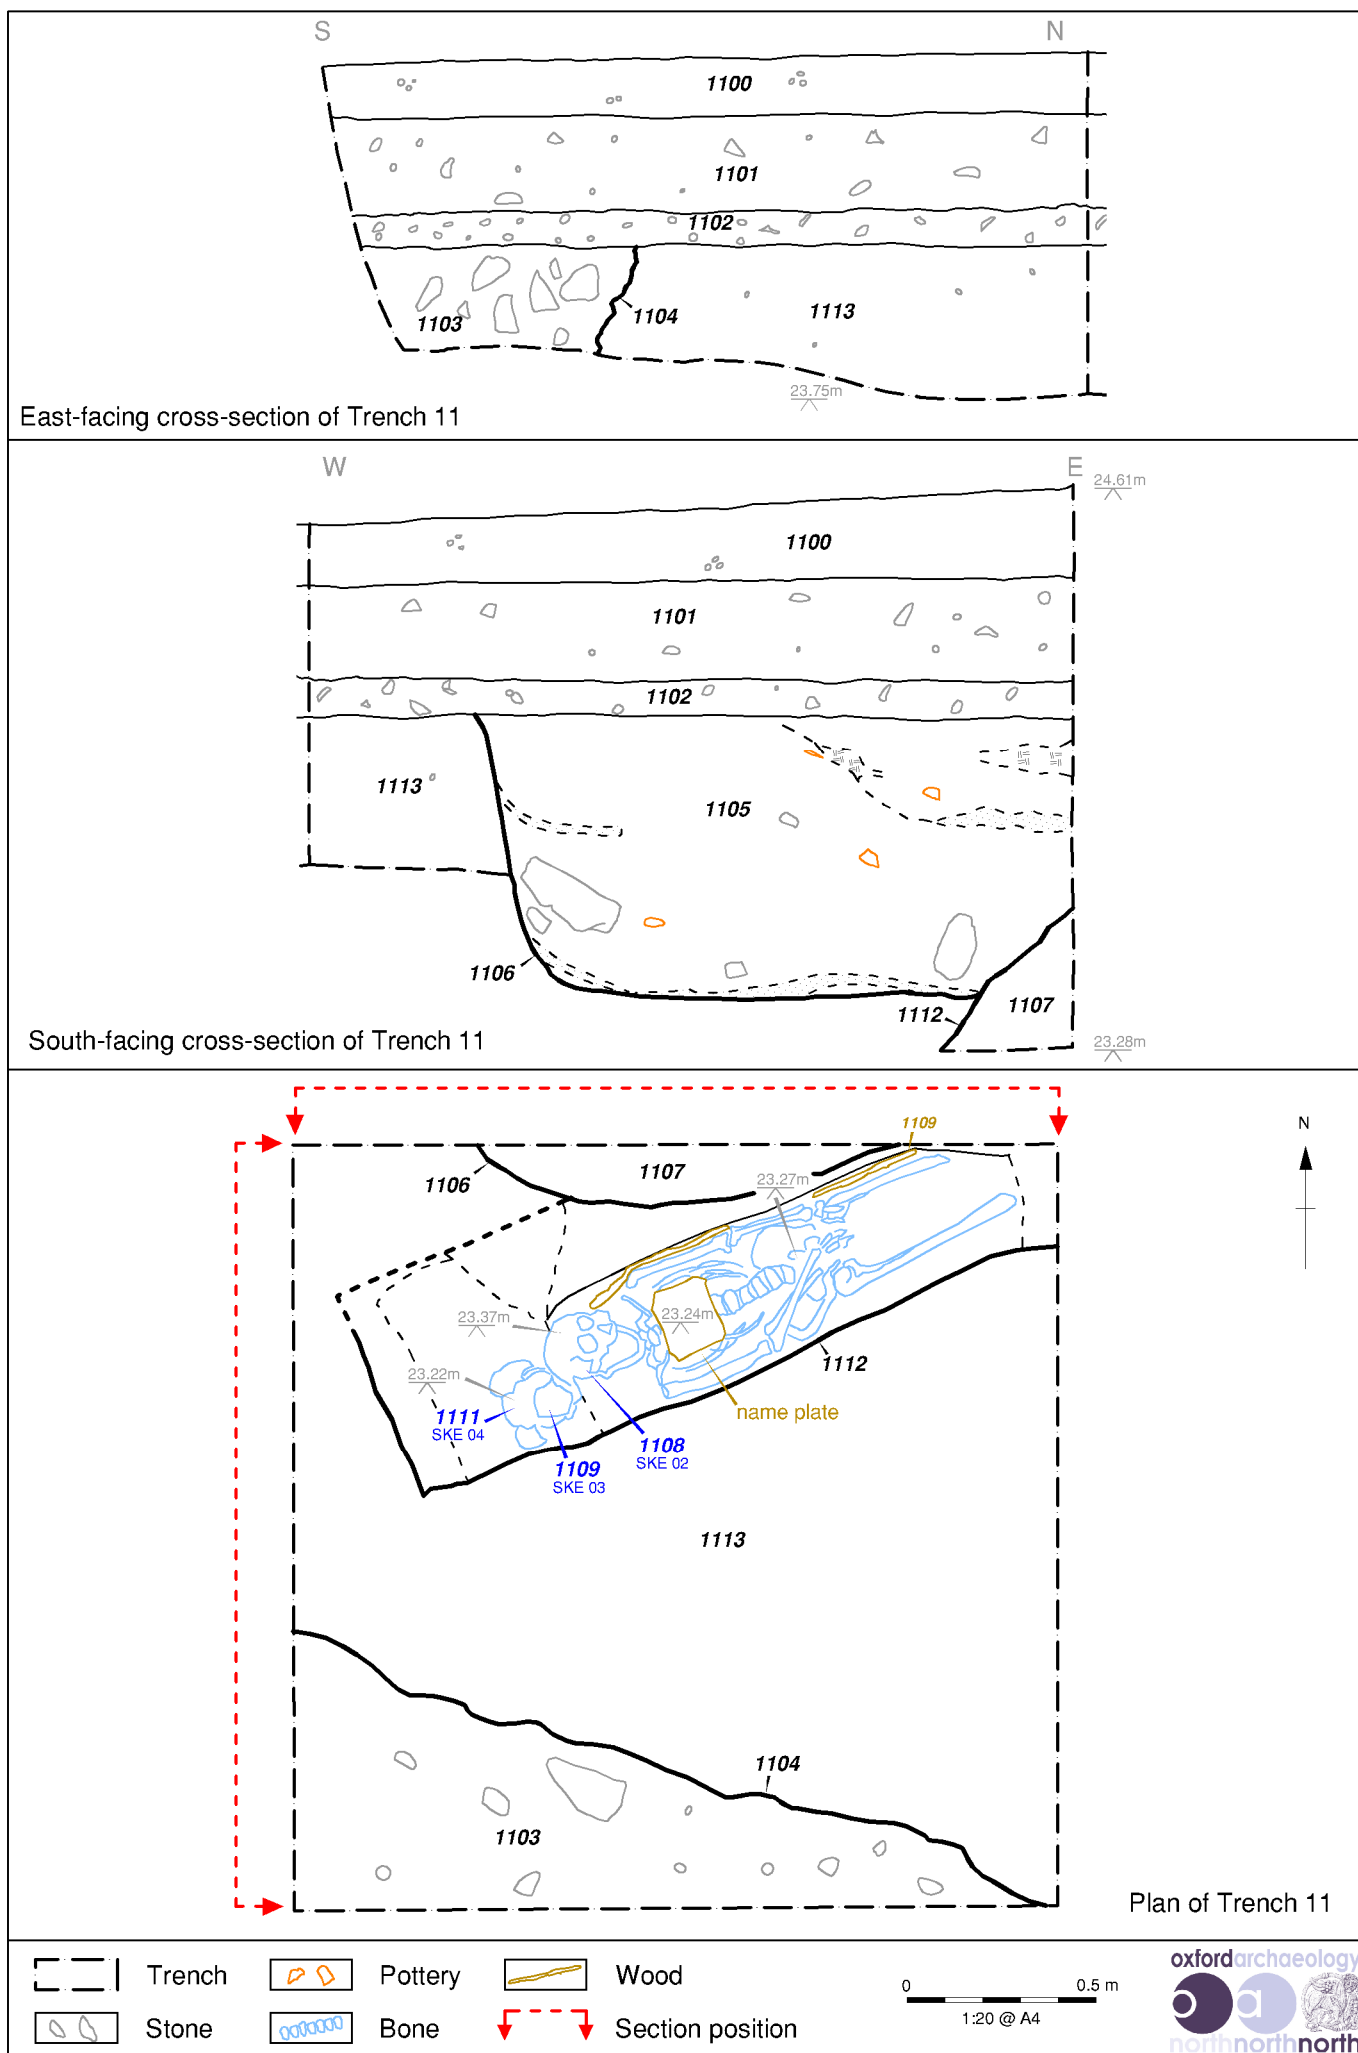 S
N
1100
1101
1102
1103
1104
1113
23.75m
East-facing cross-section of Trench 11
W
E
24.61m
1100
1101
1102
1113
1105
1106
1112
1107
23.28m
South-facing cross-section of Trench 11
1109
N
1107
1106
23.27m
23.37m
23.24m
1112
23.22m
name plate
1111
SKE 04
1108
SKE 02
1109
SKE 03
1113
1104
1103
Plan of Trench 11
Trench
Pottery
Wood
Stone
Bone
Section position
0 0.5 m
1:20 @ A4
oxfordarchaeology
oa
northnorthnorth